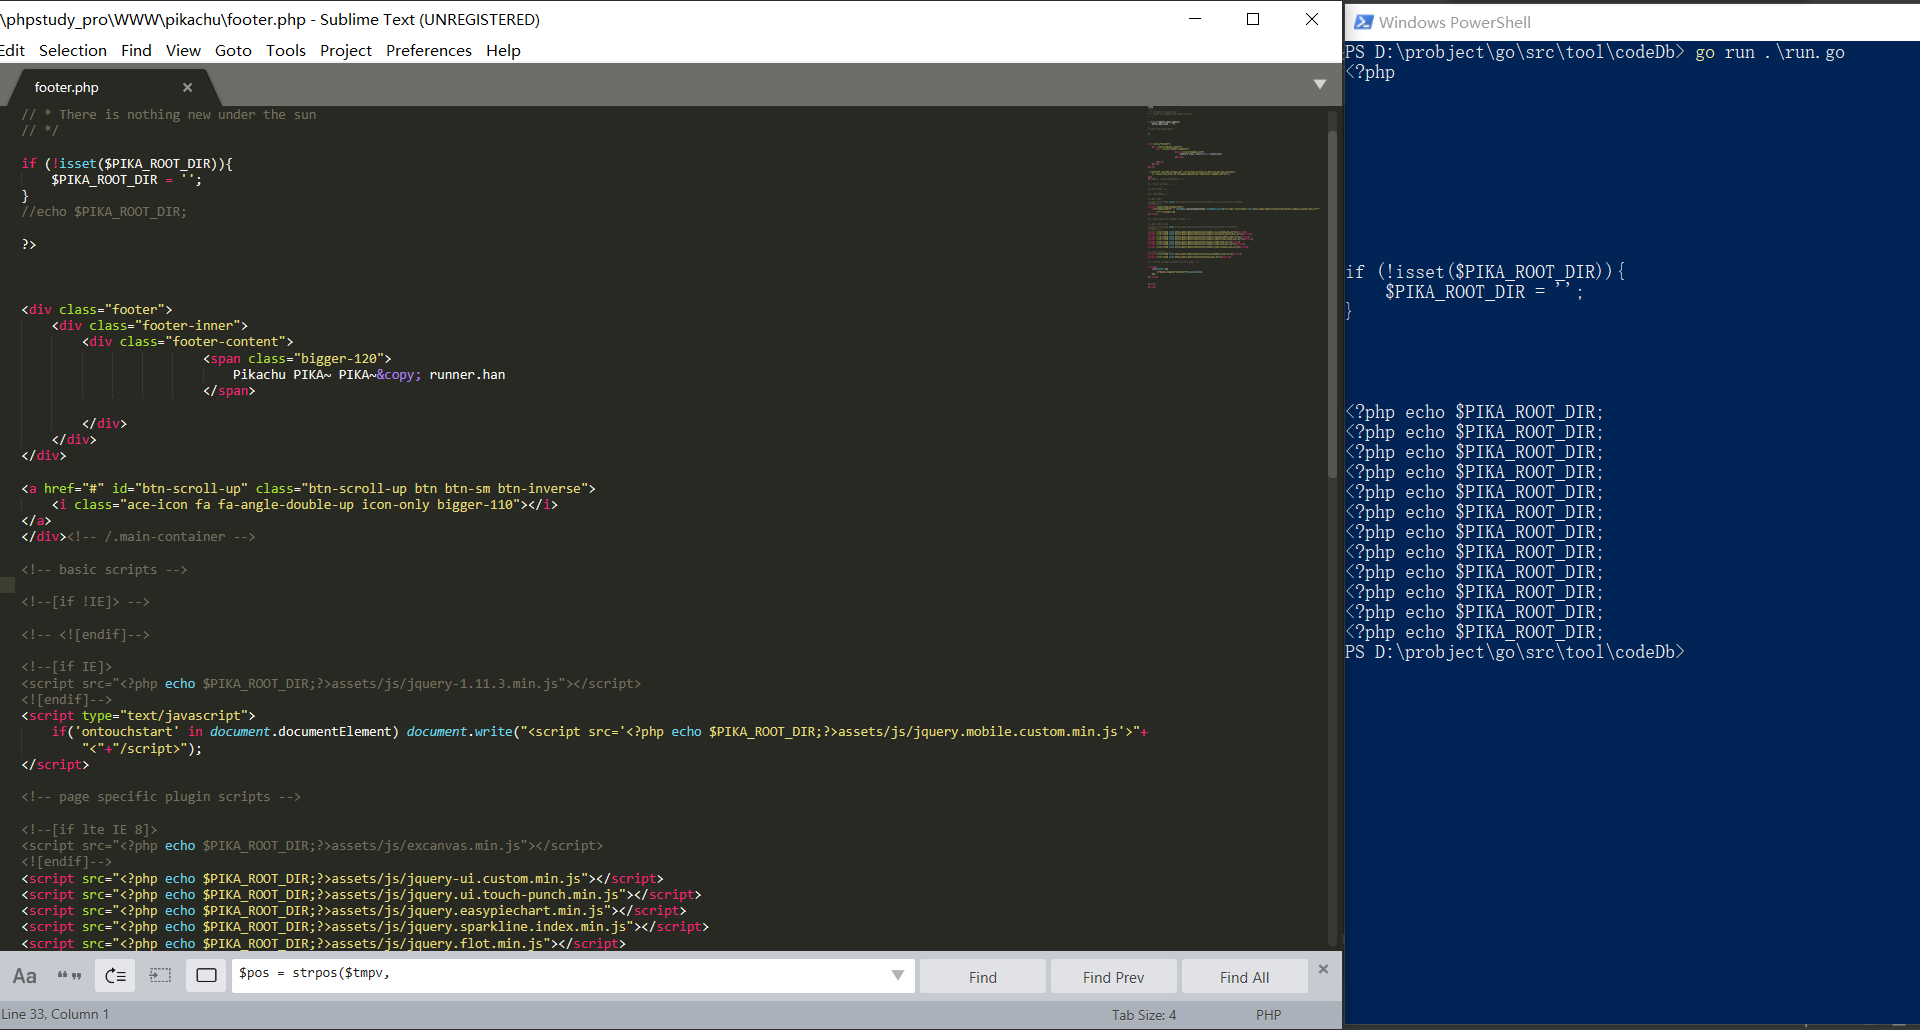 \phpstudy_pro\WWW\pikachu\footer.php - Sublime Text (UNREGISTERED)
Edit Selection Find View Goto Tools Project Preferences Help
footer.php
// * There is nothing new under the sun
// */
if (!isset($PIKA_ROOT_DIR)){
    $PIKA_ROOT_DIR = '';
}
//echo $PIKA_ROOT_DIR;
?>
<div class="footer">
    <div class="footer-inner">
        <div class="footer-content">
                        <span class="bigger-120">
                            Pikachu PIKA~ PIKA~&copy; runner.han
                        </span>
        </div>
    </div>
</div>
<a href="#" id="btn-scroll-up" class="btn-scroll-up btn btn-sm btn-inverse">
    <i class="ace-icon fa fa-angle-double-up icon-only bigger-110"></i>
</a>
</div><!-- /.main-container -->
<!-- basic scripts -->
<!--[if !IE]> -->
<!-- <![endif]-->
<!--[if IE]>
<script src="<?php echo $PIKA_ROOT_DIR;?>assets/js/jquery-1.11.3.min.js"></script>
<![endif]-->
<script type="text/javascript">
    if('ontouchstart' in document.documentElement) document.write("<script src='<?php echo $PIKA_ROOT_DIR;?>assets/js/jquery.mobile.custom.min.js'>"+
        "<"+"/script>");
</script>
<!-- page specific plugin scripts -->
<!--[if lte IE 8]>
<script src="<?php echo $PIKA_ROOT_DIR;?>assets/js/excanvas.min.js"></script>
<![endif]-->
<script src="<?php echo $PIKA_ROOT_DIR;?>assets/js/jquery-ui.custom.min.js"></script>
<script src="<?php echo $PIKA_ROOT_DIR;?>assets/js/jquery.ui.touch-punch.min.js"></script>
<script src="<?php echo $PIKA_ROOT_DIR;?>assets/js/jquery.easypiechart.min.js"></script>
<script src="<?php echo $PIKA_ROOT_DIR;?>assets/js/jquery.sparkline.index.min.js"></script>
<script src="<?php echo $PIKA_ROOT_DIR;?>assets/js/jquery.flot.min.js"></script>
Aa “” $pos = strpos($tmpv, Find Find Prev Find All
Line 33, Column 1 Tab Size: 4 PHP
Windows PowerShell
PS D:\probject\go\src\tool\codeDb> go run .\run.go
<?php
if (!isset($PIKA_ROOT_DIR)){
    $PIKA_ROOT_DIR = '';
}
<?php echo $PIKA_ROOT_DIR;
<?php echo $PIKA_ROOT_DIR;
<?php echo $PIKA_ROOT_DIR;
<?php echo $PIKA_ROOT_DIR;
<?php echo $PIKA_ROOT_DIR;
<?php echo $PIKA_ROOT_DIR;
<?php echo $PIKA_ROOT_DIR;
<?php echo $PIKA_ROOT_DIR;
<?php echo $PIKA_ROOT_DIR;
<?php echo $PIKA_ROOT_DIR;
<?php echo $PIKA_ROOT_DIR;
<?php echo $PIKA_ROOT_DIR;
PS D:\probject\go\src\tool\codeDb>